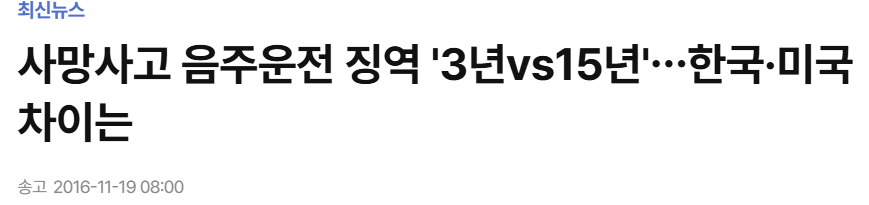 최신뉴스
사망사고 음주운전 징역 '3년vs15년'…한국·미국
차이는
송고 2016-11-19 08:00